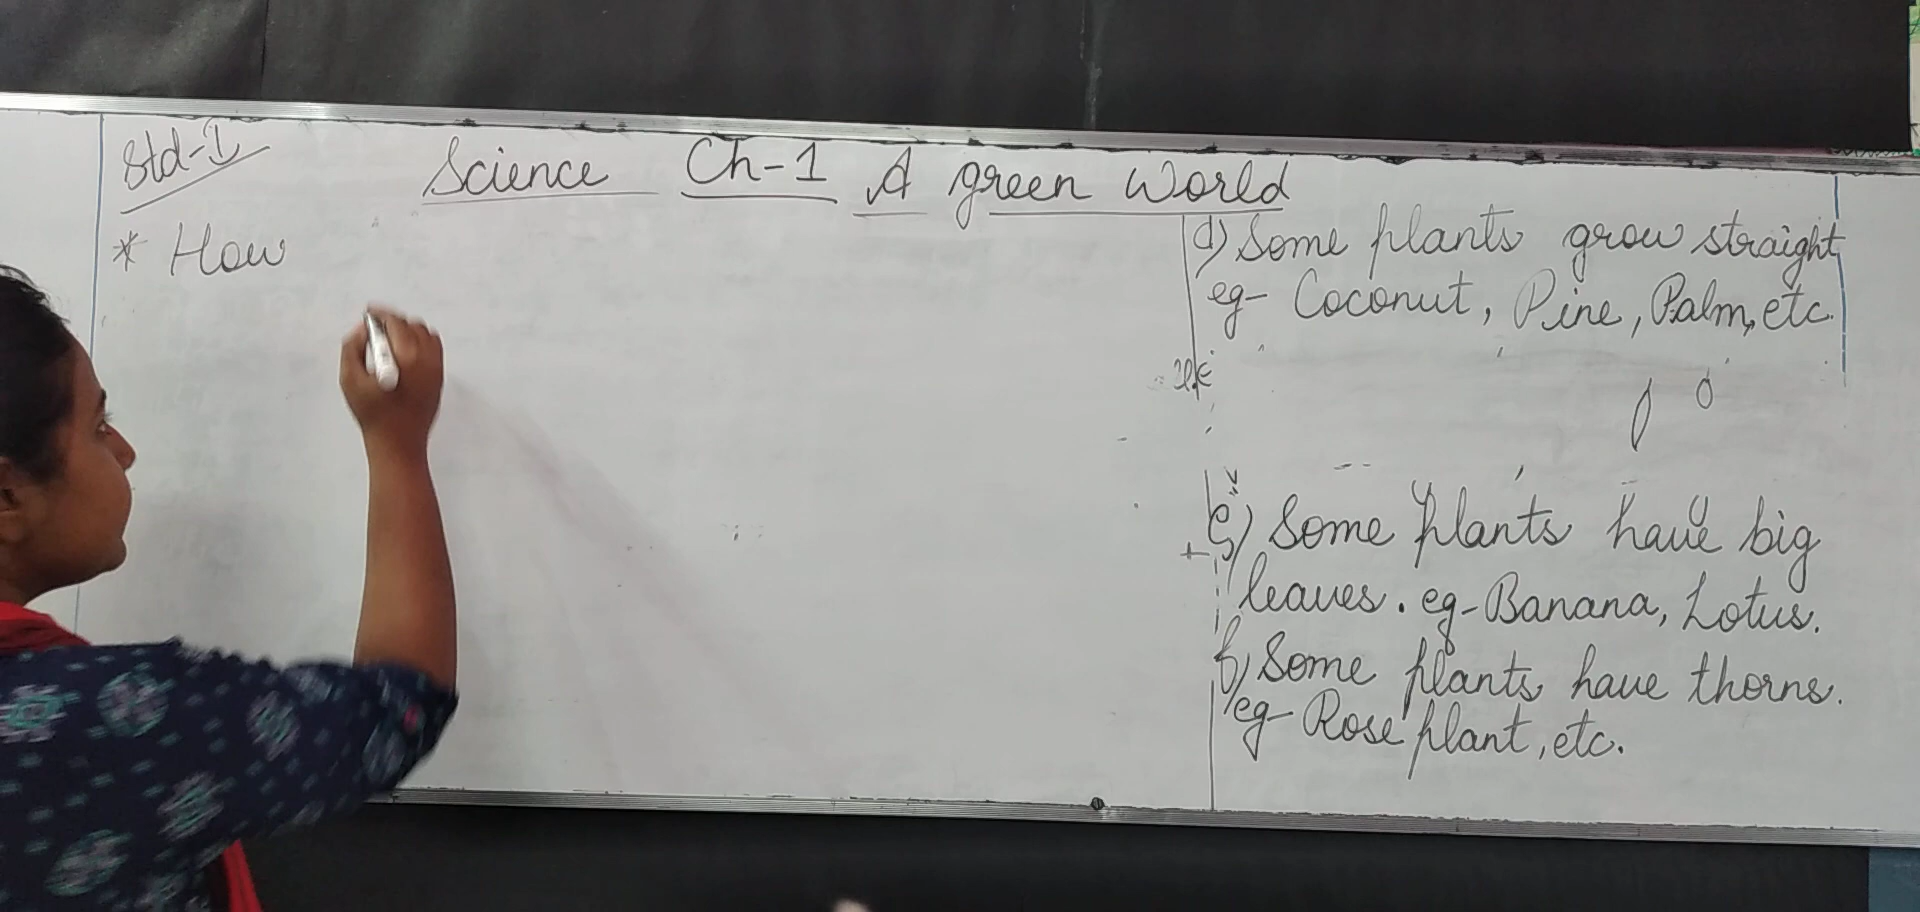 Std-1
Science Ch-1 A green World
* How
d) Some plants grow straight
eg- Coconut, Pine, Palm, etc.
e) Some plants have big
leaves. eg-Banana, Lotus.
f) Some plants have thorns.
eg- Rose plant, etc.